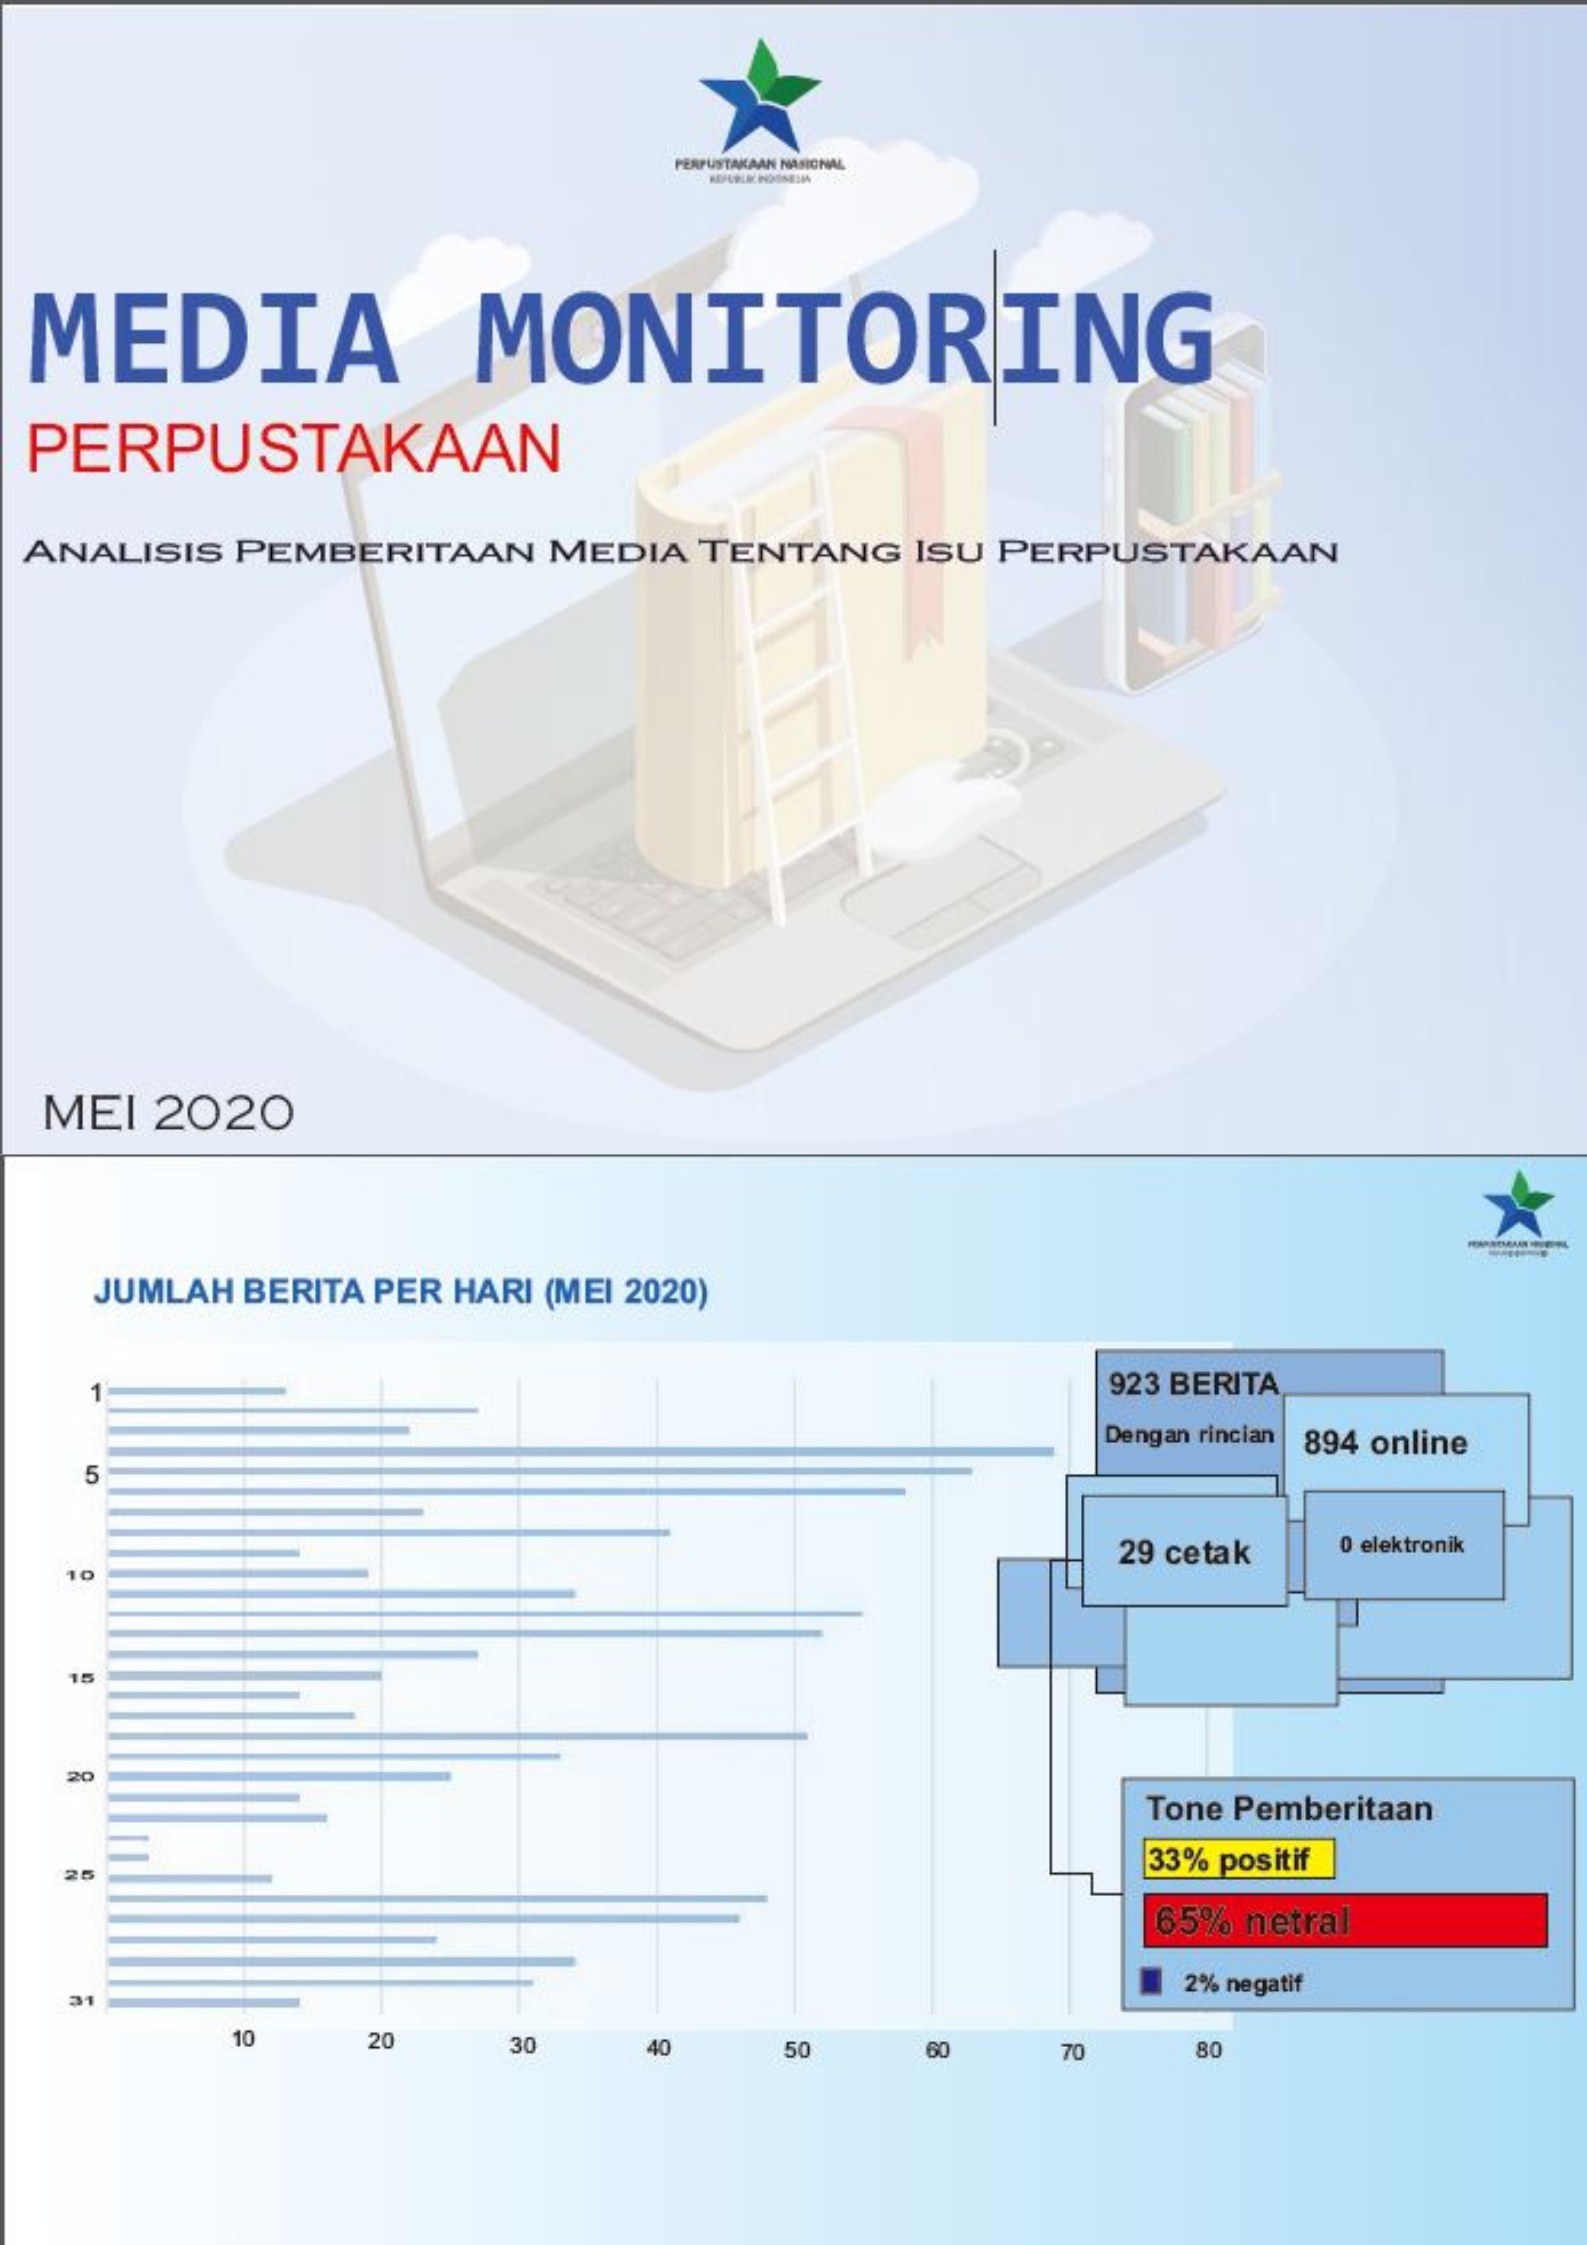 PERPUSTAKAAN NASIONAL
REPUBLIK INDONESIA
MEDIA MONITORING
PERPUSTAKAAN
ANALISIS PEMBERITAAN MEDIA TENTANG ISU PERPUSTAKAAN
MEI 2020
PERPUSTAKAAN NASIONAL
JUMLAH BERITA PER HARI (MEI 2020)
1
5
10
15
20
25
31
10
20
30
40
50
60
70
80
923 BERITA
Dengan rincian
894 online
29 cetak
0 elektronik
Tone Pemberitaan
33% positif
65% netral
2% negatif